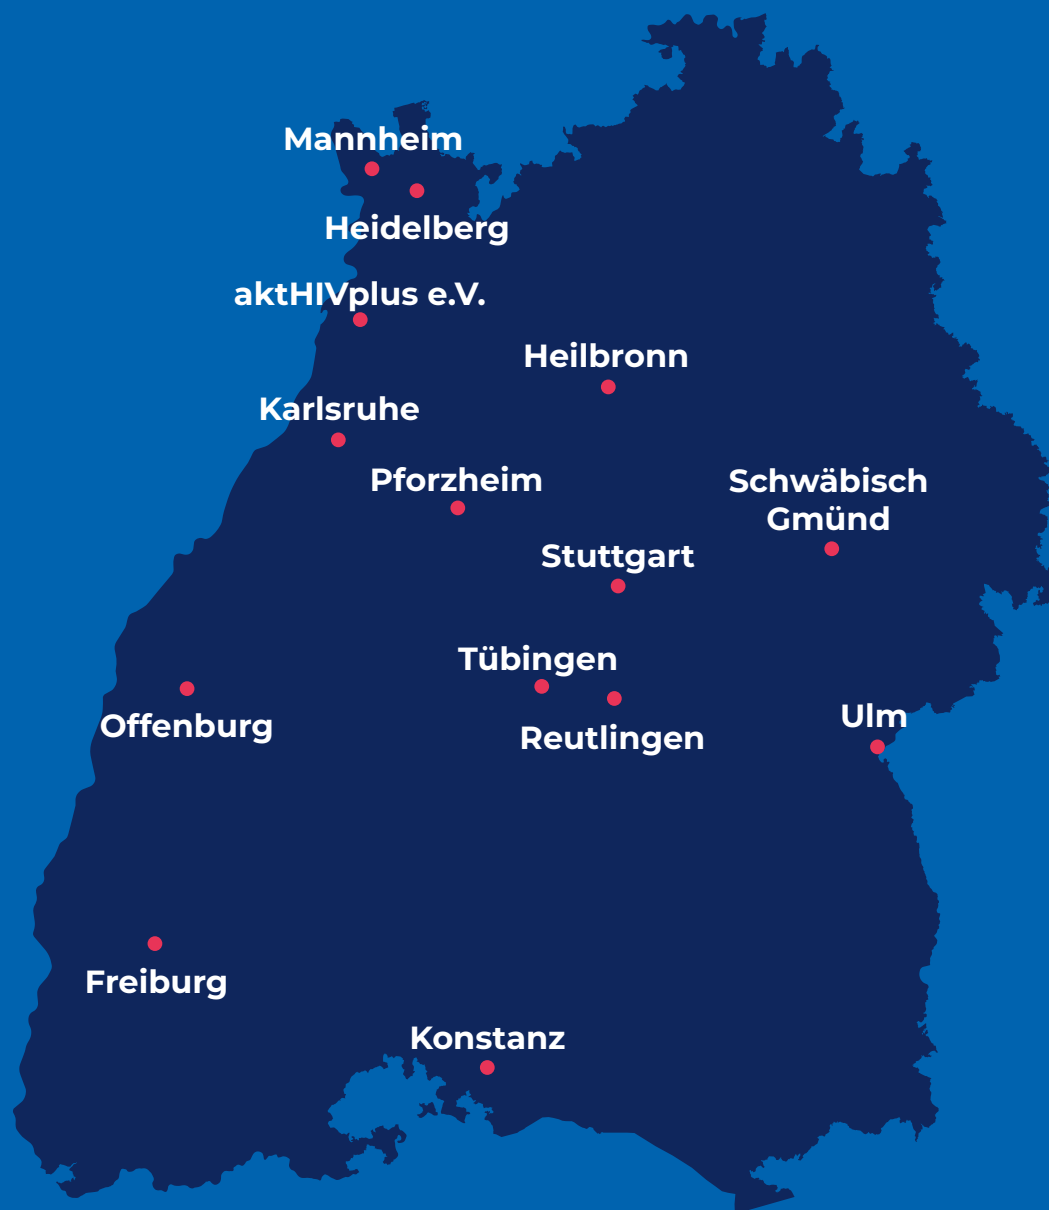 Mannheim
Heidelberg
aktHIVplus e.V.
Heilbronn
Karlsruhe
Pforzheim
Schwäbisch
Gmünd
Stuttgart
Tübingen
Reutlingen
Ulm
Offenburg
Freiburg
Konstanz